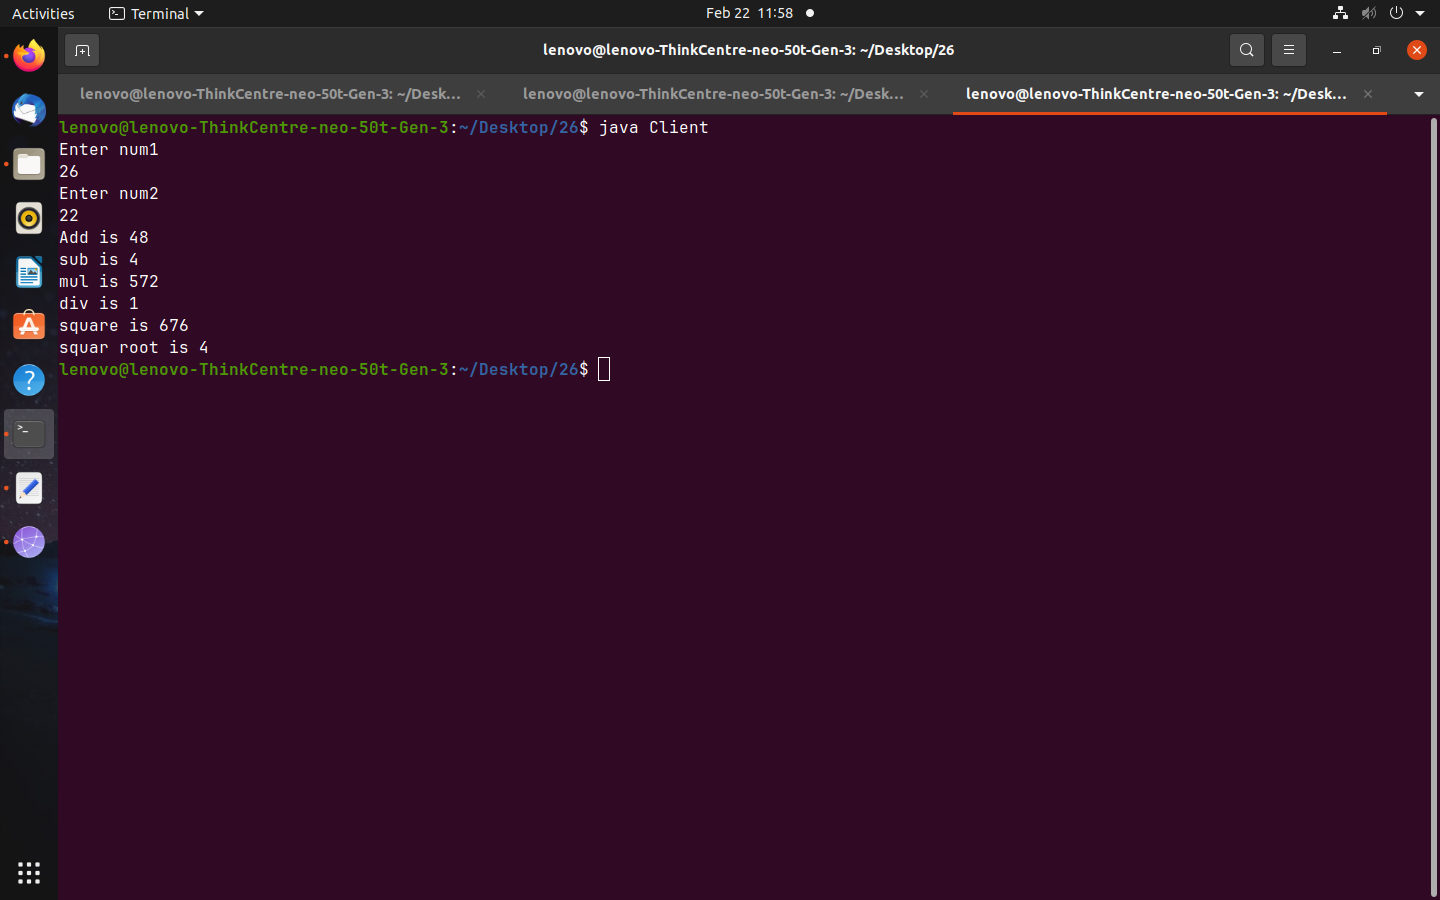 Activities
Terminal
Feb 22 11:58
lenovo@lenovo-ThinkCentre-neo-50t-Gen-3: ~/Desktop/26
lenovo@lenovo-ThinkCentre-neo-50t-Gen-3: ~/Desk...
lenovo@lenovo-ThinkCentre-neo-50t-Gen-3: ~/Desk...
lenovo@lenovo-ThinkCentre-neo-50t-Gen-3: ~/Desk...
lenovo@lenovo-ThinkCentre-neo-50t-Gen-3:~/Desktop/26$ java Client
Enter num1
26
Enter num2
22
Add is 48
sub is 4
mul is 572
div is 1
square is 676
squar root is 4
lenovo@lenovo-ThinkCentre-neo-50t-Gen-3:~/Desktop/26$